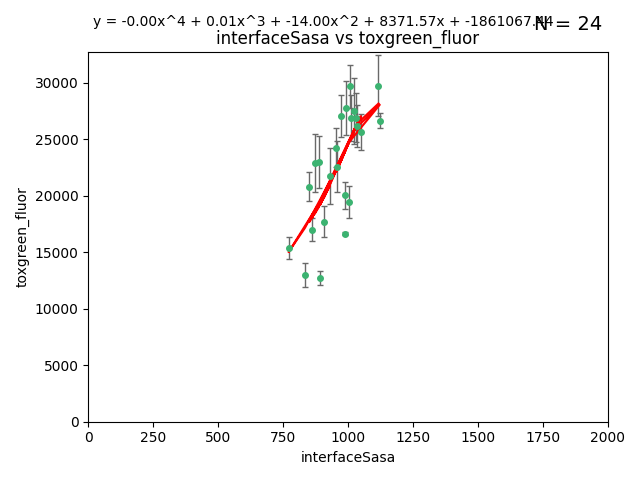 y = -0.00x^4 + 0.01x^3 + -14.00x^2 + 8371.57x + -1861067.44
N = 24
interfaceSasa vs toxgreen_fluor
30000
25000
20000
15000
10000
5000
0
toxgreen_fluor
0 250 500 750 1000 1250 1500 1750 2000
interfaceSasa